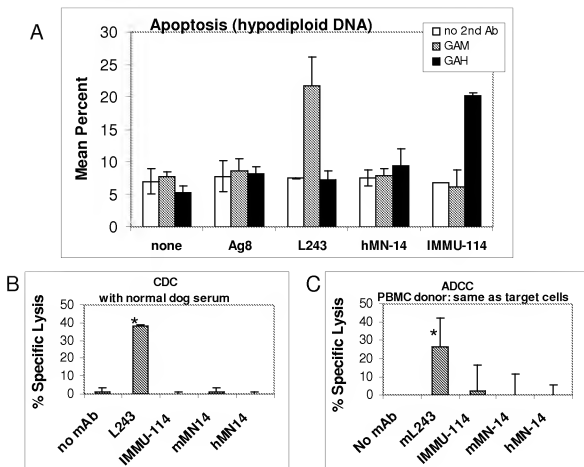 A
Apoptosis (hypodiploid DNA)
no 2nd Ab
GAM
GAH
Mean Percent
30
25
20
15
10
5
0
none Ag8 L243 hMN-14 IMMU-114
B
CDC
with normal dog serum
% Specific Lysis
50
40
30
20
10
0
*
no mAb L243 IMMU-114 mMN14 hMN14
C
ADCC
PBMC donor: same as target cells
% Specific Lysis
50
40
30
20
10
0
*
No mAb mL243 IMMU-114 mMN-14 hMN-14